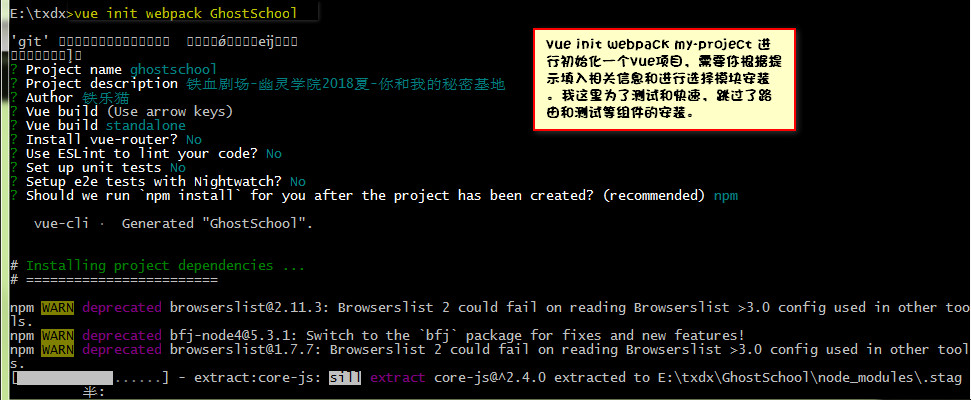 E:\txdx>vue init webpack GhostSchool
'git'
? Project name ghostschool
? Project description 铁血剧场-幽灵学院2018夏-你和我的秘密基地
? Author 铁乐猫
? Vue build (Use arrow keys)
? Vue build standalone
? Install vue-router? No
? Use ESLint to lint your code? No
? Set up unit tests No
? Setup e2e tests with Nightwatch? No
? Should we run `npm install` for you after the project has been created? (recommended) npm
vue-cli · Generated "GhostSchool".
# Installing project dependencies ...
# ========================
npm WARN deprecated browserslist@2.11.3: Browserslist 2 could fail on reading Browserslist >3.0 config used in other too
ls.
npm WARN deprecated bfj-node4@5.3.1: Switch to the `bfj` package for fixes and new features!
npm WARN deprecated browserslist@1.7.7: Browserslist 2 could fail on reading Browserslist >3.0 config used in other tool
s.
[ ......] - extract:core-js: sill extract core-js@^2.4.0 extracted to E:\txdx\GhostSchool\node_modules\.stag
半:
Vue init webpack my-project 进
行初始化一个Vue项目，需要你根据提
示填入相关信息和进行选择模块安装
。我这里为了测试和快速，跳过了路
由和测试等组件的安装。